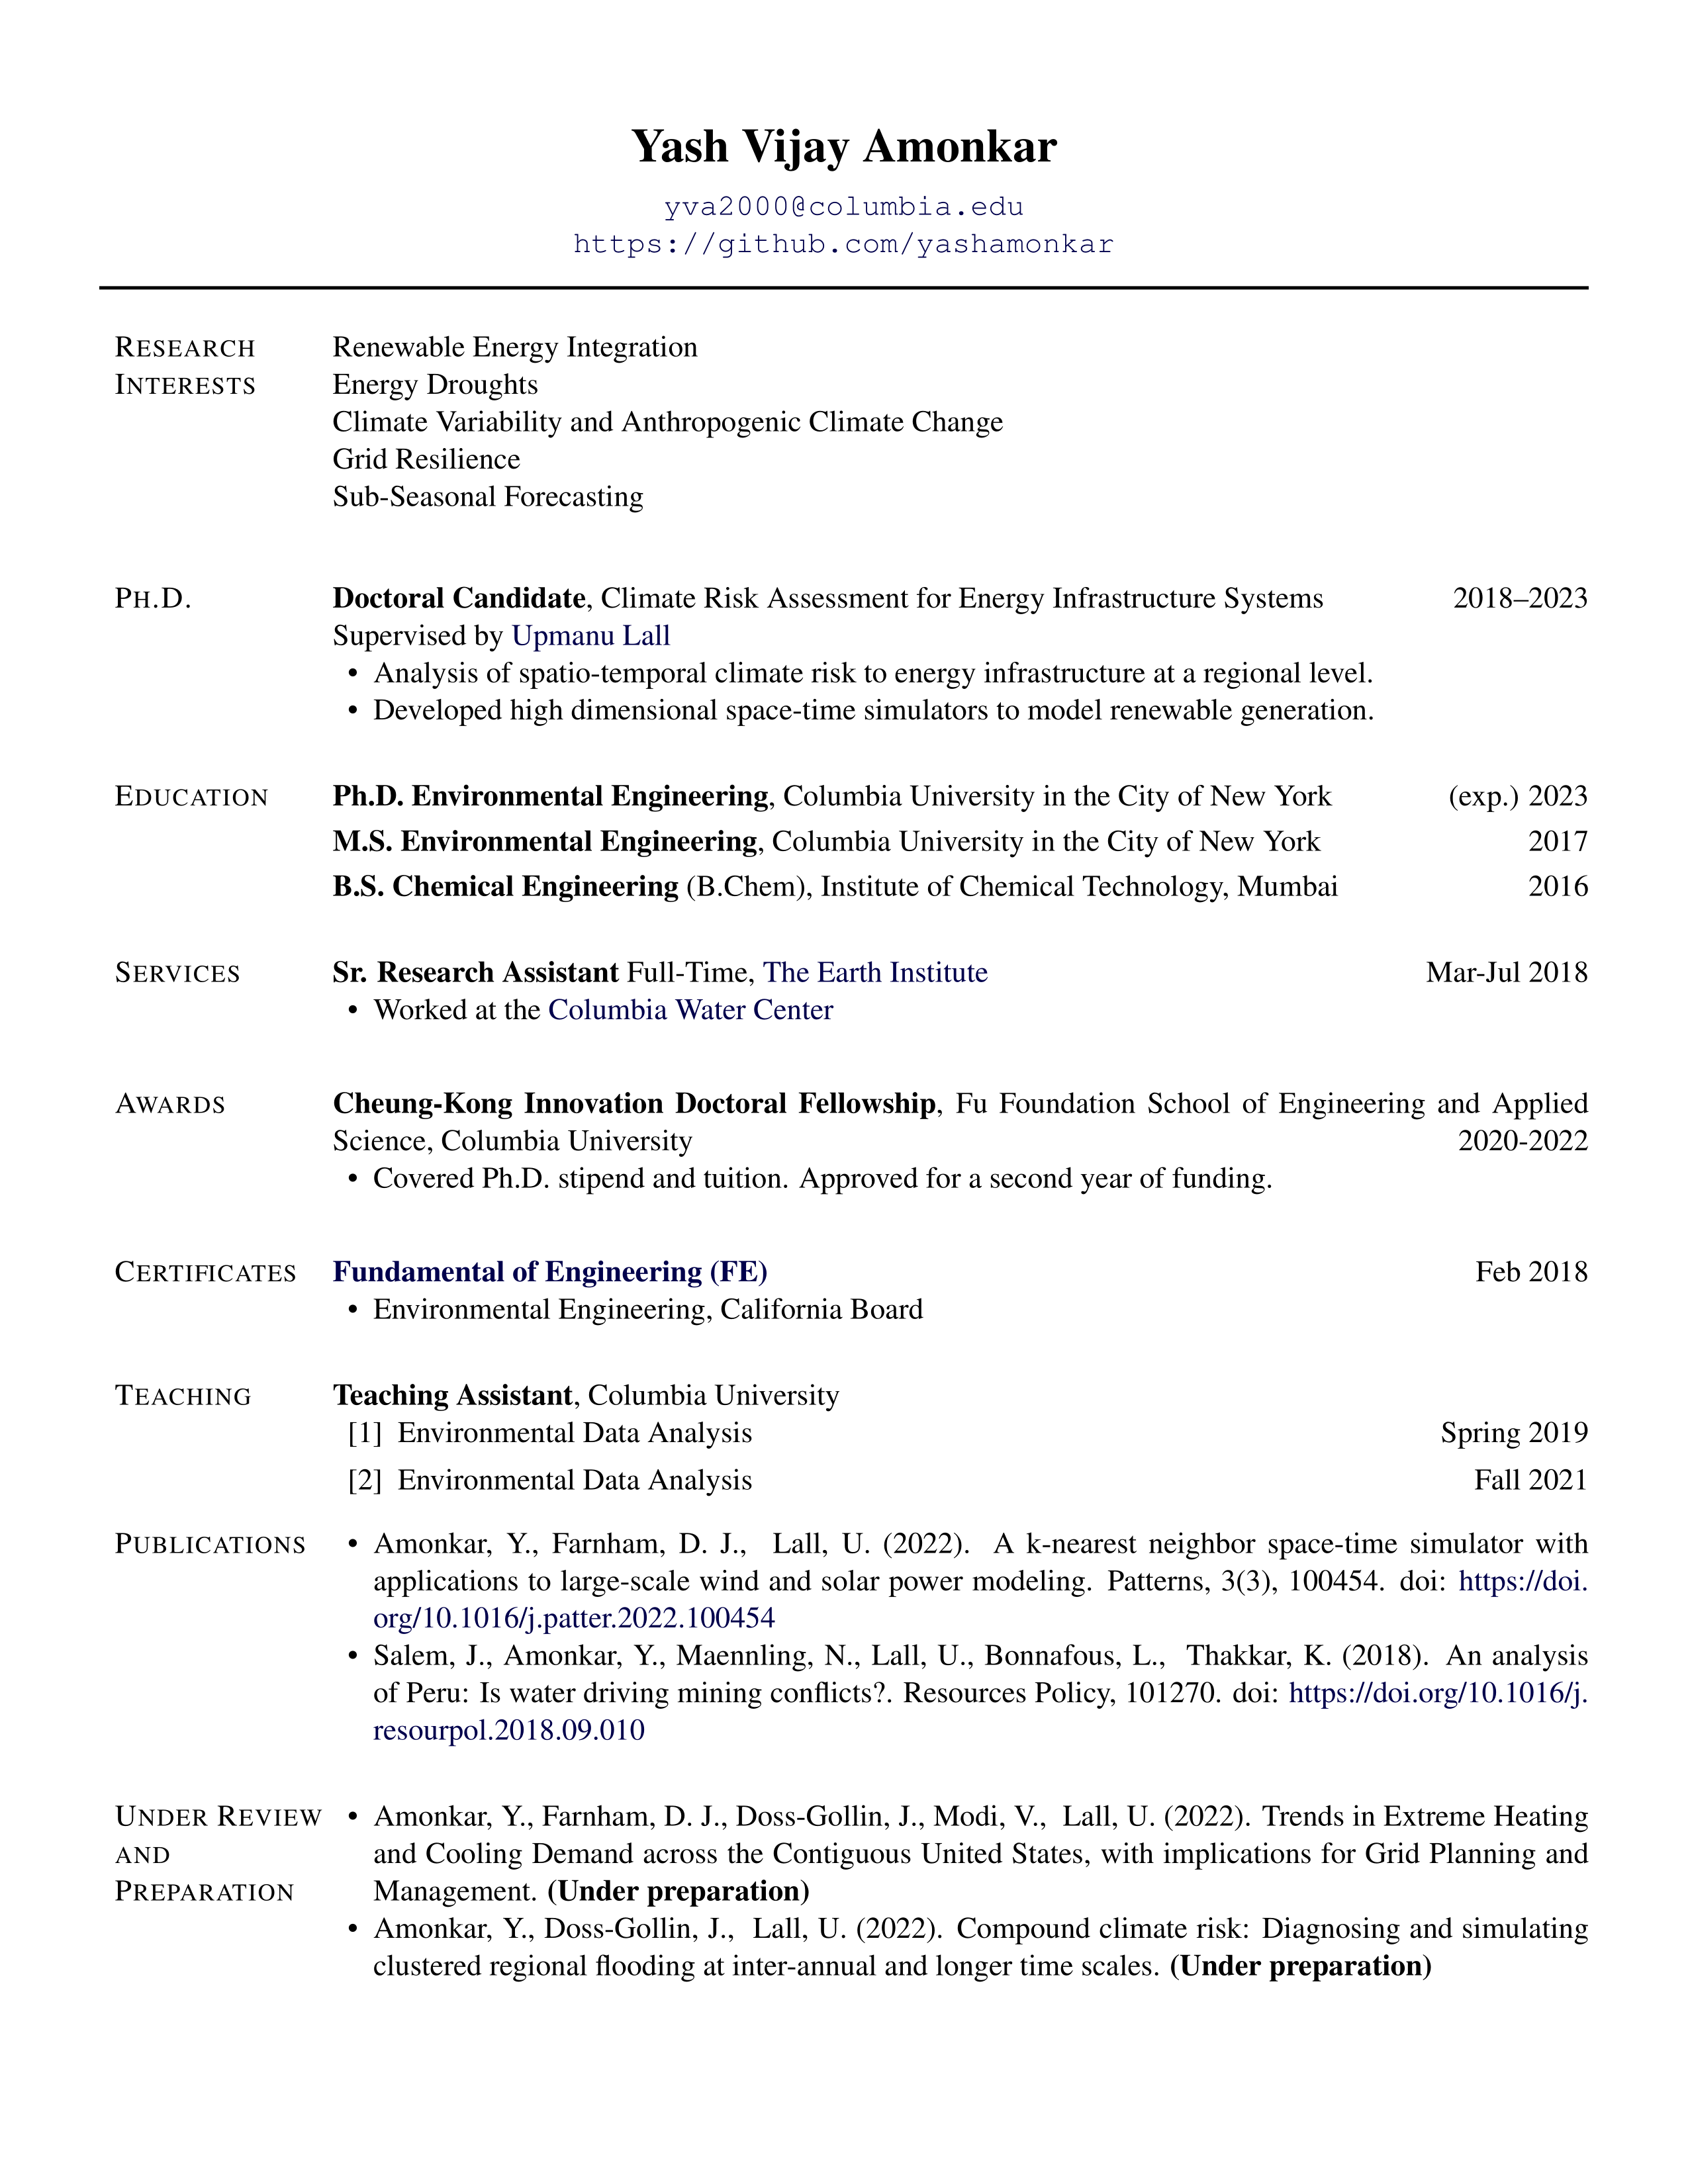 Yash Vijay Amonkar
yva2000@columbia.edu
https://github.com/yashamonkar
RESEARCH INTERESTS
Renewable Energy Integration
Energy Droughts
Climate Variability and Anthropogenic Climate Change
Grid Resilience
Sub-Seasonal Forecasting
PH.D.
Doctoral Candidate, Climate Risk Assessment for Energy Infrastructure Systems 2018–2023
Supervised by Upmanu Lall
• Analysis of spatio-temporal climate risk to energy infrastructure at a regional level.
• Developed high dimensional space-time simulators to model renewable generation.
EDUCATION
Ph.D. Environmental Engineering, Columbia University in the City of New York (exp.) 2023
M.S. Environmental Engineering, Columbia University in the City of New York 2017
B.S. Chemical Engineering (B.Chem), Institute of Chemical Technology, Mumbai 2016
SERVICES
Sr. Research Assistant Full-Time, The Earth Institute Mar-Jul 2018
• Worked at the Columbia Water Center
AWARDS
Cheung-Kong Innovation Doctoral Fellowship, Fu Foundation School of Engineering and Applied
Science, Columbia University 2020-2022
• Covered Ph.D. stipend and tuition. Approved for a second year of funding.
CERTIFICATES
Fundamental of Engineering (FE) Feb 2018
• Environmental Engineering, California Board
TEACHING
Teaching Assistant, Columbia University
[1] Environmental Data Analysis Spring 2019
[2] Environmental Data Analysis Fall 2021
PUBLICATIONS
• Amonkar, Y., Farnham, D. J., Lall, U. (2022). A k-nearest neighbor space-time simulator with
applications to large-scale wind and solar power modeling. Patterns, 3(3), 100454. doi: https://doi.
org/10.1016/j.patter.2022.100454
• Salem, J., Amonkar, Y., Maennling, N., Lall, U., Bonnafous, L., Thakkar, K. (2018). An analysis
of Peru: Is water driving mining conflicts?. Resources Policy, 101270. doi: https://doi.org/10.1016/j.
resourpol.2018.09.010
UNDER REVIEW AND PREPARATION
• Amonkar, Y., Farnham, D. J., Doss-Gollin, J., Modi, V., Lall, U. (2022). Trends in Extreme Heating
and Cooling Demand across the Contiguous United States, with implications for Grid Planning and
Management. (Under preparation)
• Amonkar, Y., Doss-Gollin, J., Lall, U. (2022). Compound climate risk: Diagnosing and simulating
clustered regional flooding at inter-annual and longer time scales. (Under preparation)